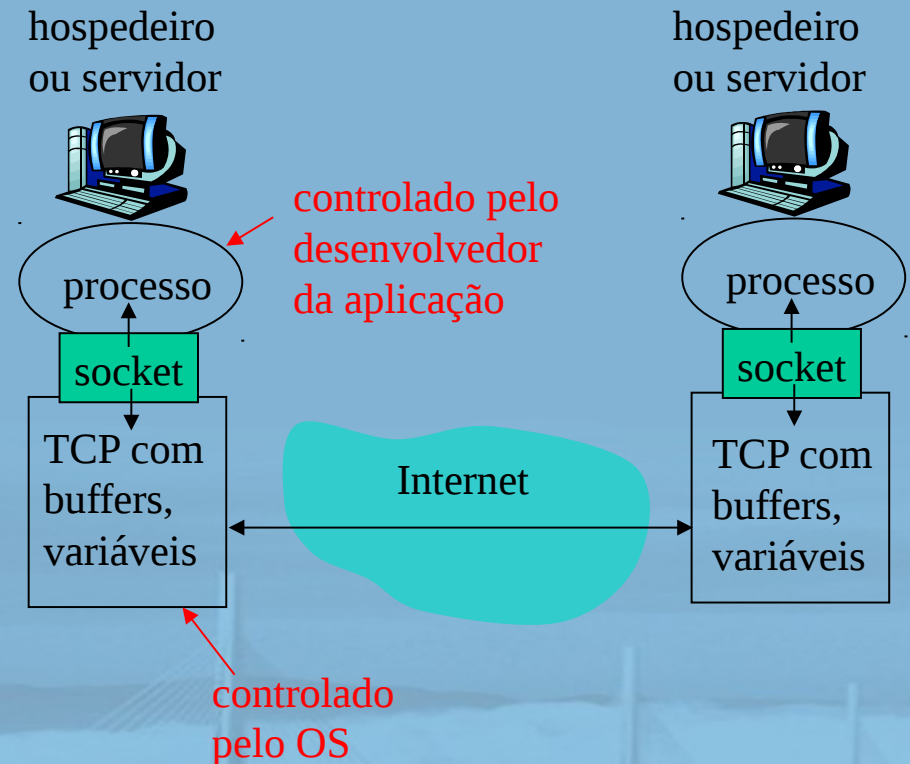 hospedeiro
ou servidor
hospedeiro
ou servidor
controlado pelo
desenvolvedor
da aplicação
processo
processo
socket
socket
TCP com
buffers,
variáveis
Internet
TCP com
buffers,
variáveis
controlado
pelo OS